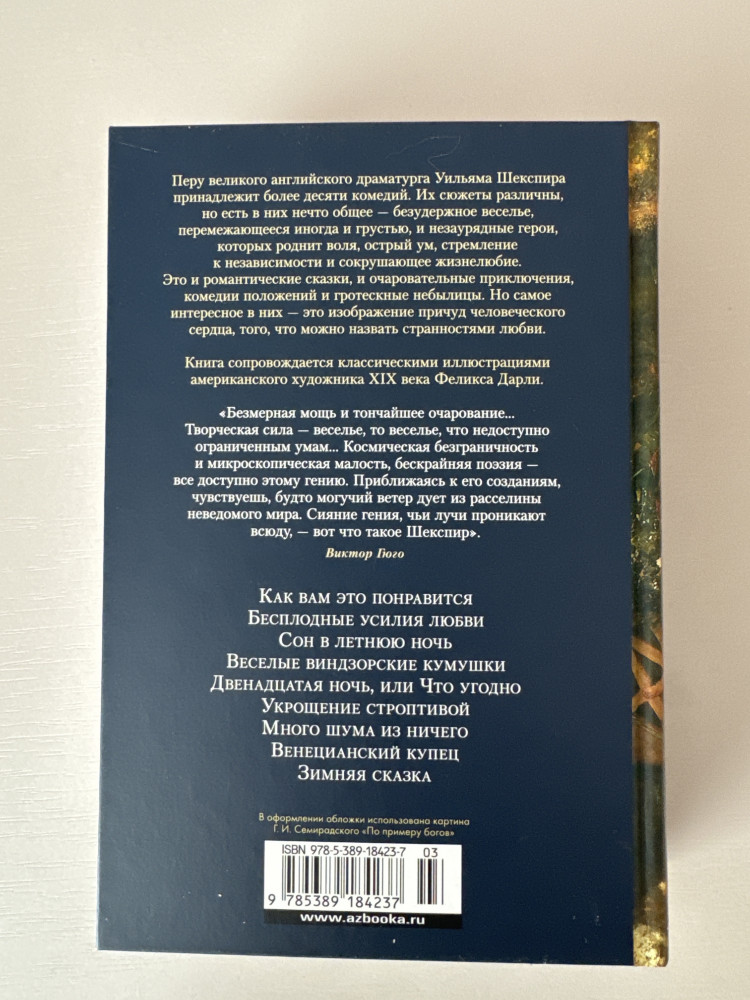 Перу великого английского драматурга Уильяма Шекспира
принадлежит более десяти комедий. Их сюжеты различны,
но есть в них нечто общее — безудержное веселье,
перемежающееся иногда и грустью, и незаурядные герои,
которых роднит воля, острый ум, стремление
к независимости и сокрушающее жизнелюбие.
Это и романтические сказки, и очаровательные приключения,
комедии положений и гротескные небылицы. Но самое
интересное в них — это изображение причуд человеческого
сердца, того, что можно назвать странностями любви.
Книга сопровождается классическими иллюстрациями
американского художника XIX века Феликса Дарли.
«Безмерная мощь и тончайшее очарование...
Творческая сила — веселье, то веселье, что недоступно
ограниченным умам... Космическая безграничность
и микроскопическая малость, бескрайняя поэзия —
все доступно этому гению. Приближаясь к его созданиям,
чувствуешь, будто могучий ветер дует из расселины
неведомого мира. Сияние гения, чьи лучи проникают
всюду, — вот что такое Шекспир».
Виктор Гюго
Как вам это понравится
Бесплодные усилия любви
Сон в летнюю ночь
Веселые виндзорские кумушки
Двенадцатая ночь, или Что угодно
Укрощение строптивой
Много шума из ничего
Венецианский купец
Зимняя сказка
В оформлении обложки использована картина
Г. И. Семирадского «По примеру богов»
ISBN 978-5-389-18423-7 03
9 785389 184237
www.azbooka.ru